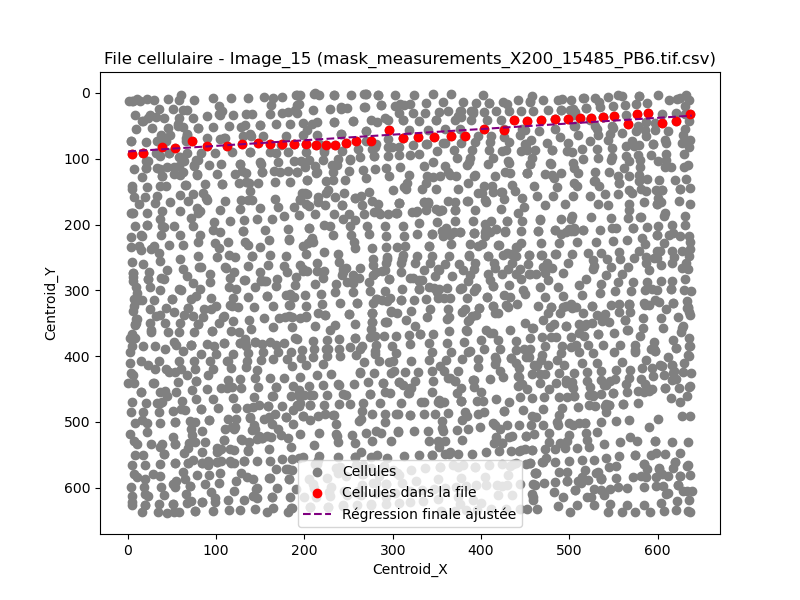 File cellulaire - Image_15 (mask_measurements_X200_15485_PB6.tif.csv)
0
100
200
300
400
500
600
Centroid_Y
Cellules
Cellules dans la file
Régression finale ajustée
0 100 200 300 400 500 600
Centroid_X